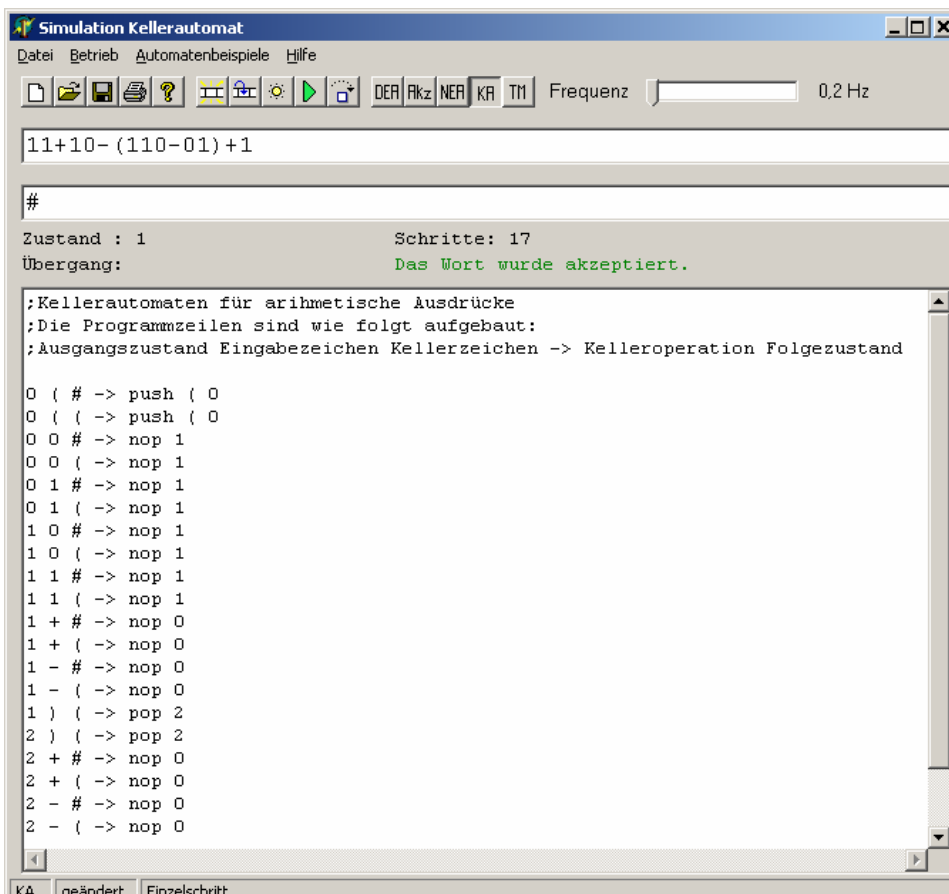 Simulation Kellerautomat
Datei Betrieb Automatenbeispiele Hilfe
DEA AKz NEA KA TM Frequenz 0,2 Hz
11+10-(110-01)+1
#
Zustand : 1 Schritte: 17
Übergang: Das Wort wurde akzeptiert.
;Kellerautomaten für arihmetische Ausdrücke
;Die Programmzeilen sind wie folgt aufgebaut:
;Ausgangszustand Eingabezeichen Kellerzeichen -> Kelleroperation Folgezustand
0 ( # -> push ( 0
0 ( ( -> push ( 0
0 0 # -> nop 1
0 0 ( -> nop 1
0 1 # -> nop 1
0 1 ( -> nop 1
1 0 # -> nop 1
1 0 ( -> nop 1
1 1 # -> nop 1
1 1 ( -> nop 1
1 + # -> nop 0
1 + ( -> nop 0
1 - # -> nop 0
1 - ( -> nop 0
1 ) ( -> pop 2
2 ) ( -> pop 2
2 + # -> nop 0
2 + ( -> nop 0
2 - # -> nop 0
2 - ( -> nop 0
KA geändert Einzelschritt